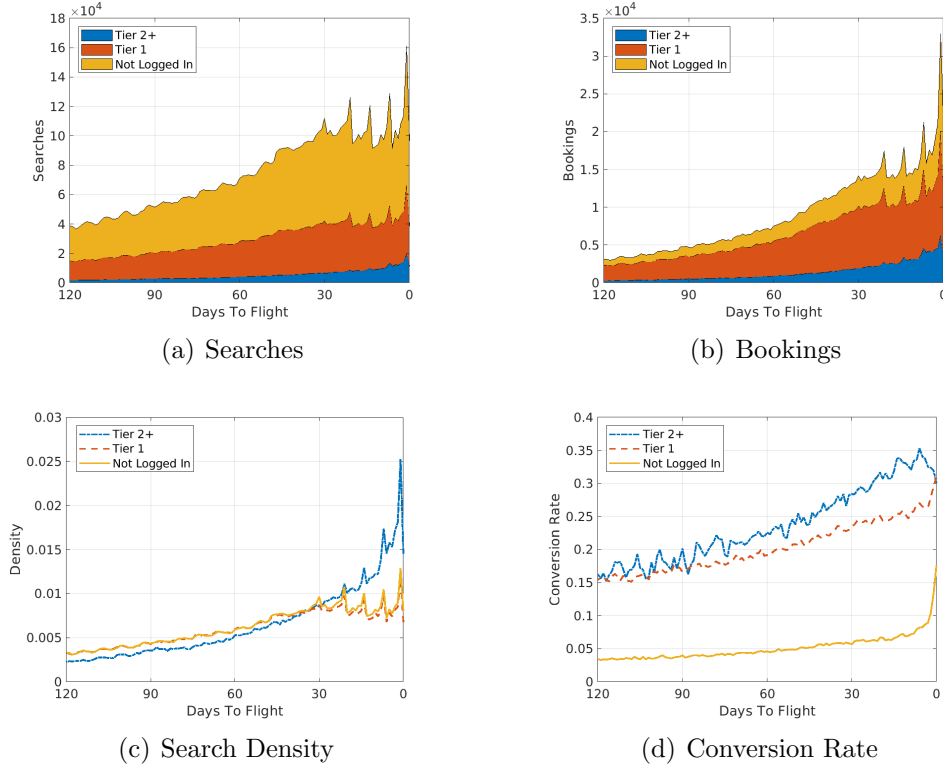 ×10⁴
18
16
14
12
10
8
6
4
2
0
120
90
60
30
0
Searches
Days To Flight
Tier 2+
Tier 1
Not Logged In
(a) Searches
×10⁴
3.5
3
2.5
2
1.5
1
0.5
0
120
90
60
30
0
Bookings
Days To Flight
Tier 2+
Tier 1
Not Logged In
(b) Bookings
0.03
0.025
0.02
0.015
0.01
0.005
0
120
90
60
30
0
Density
Days To Flight
Tier 2+
Tier 1
Not Logged In
(c) Search Density
0.4
0.35
0.3
0.25
0.2
0.15
0.1
0.05
0
120
90
60
30
0
Conversion Rate
Days To Flight
Tier 2+
Tier 1
Not Logged In
(d) Conversion Rate